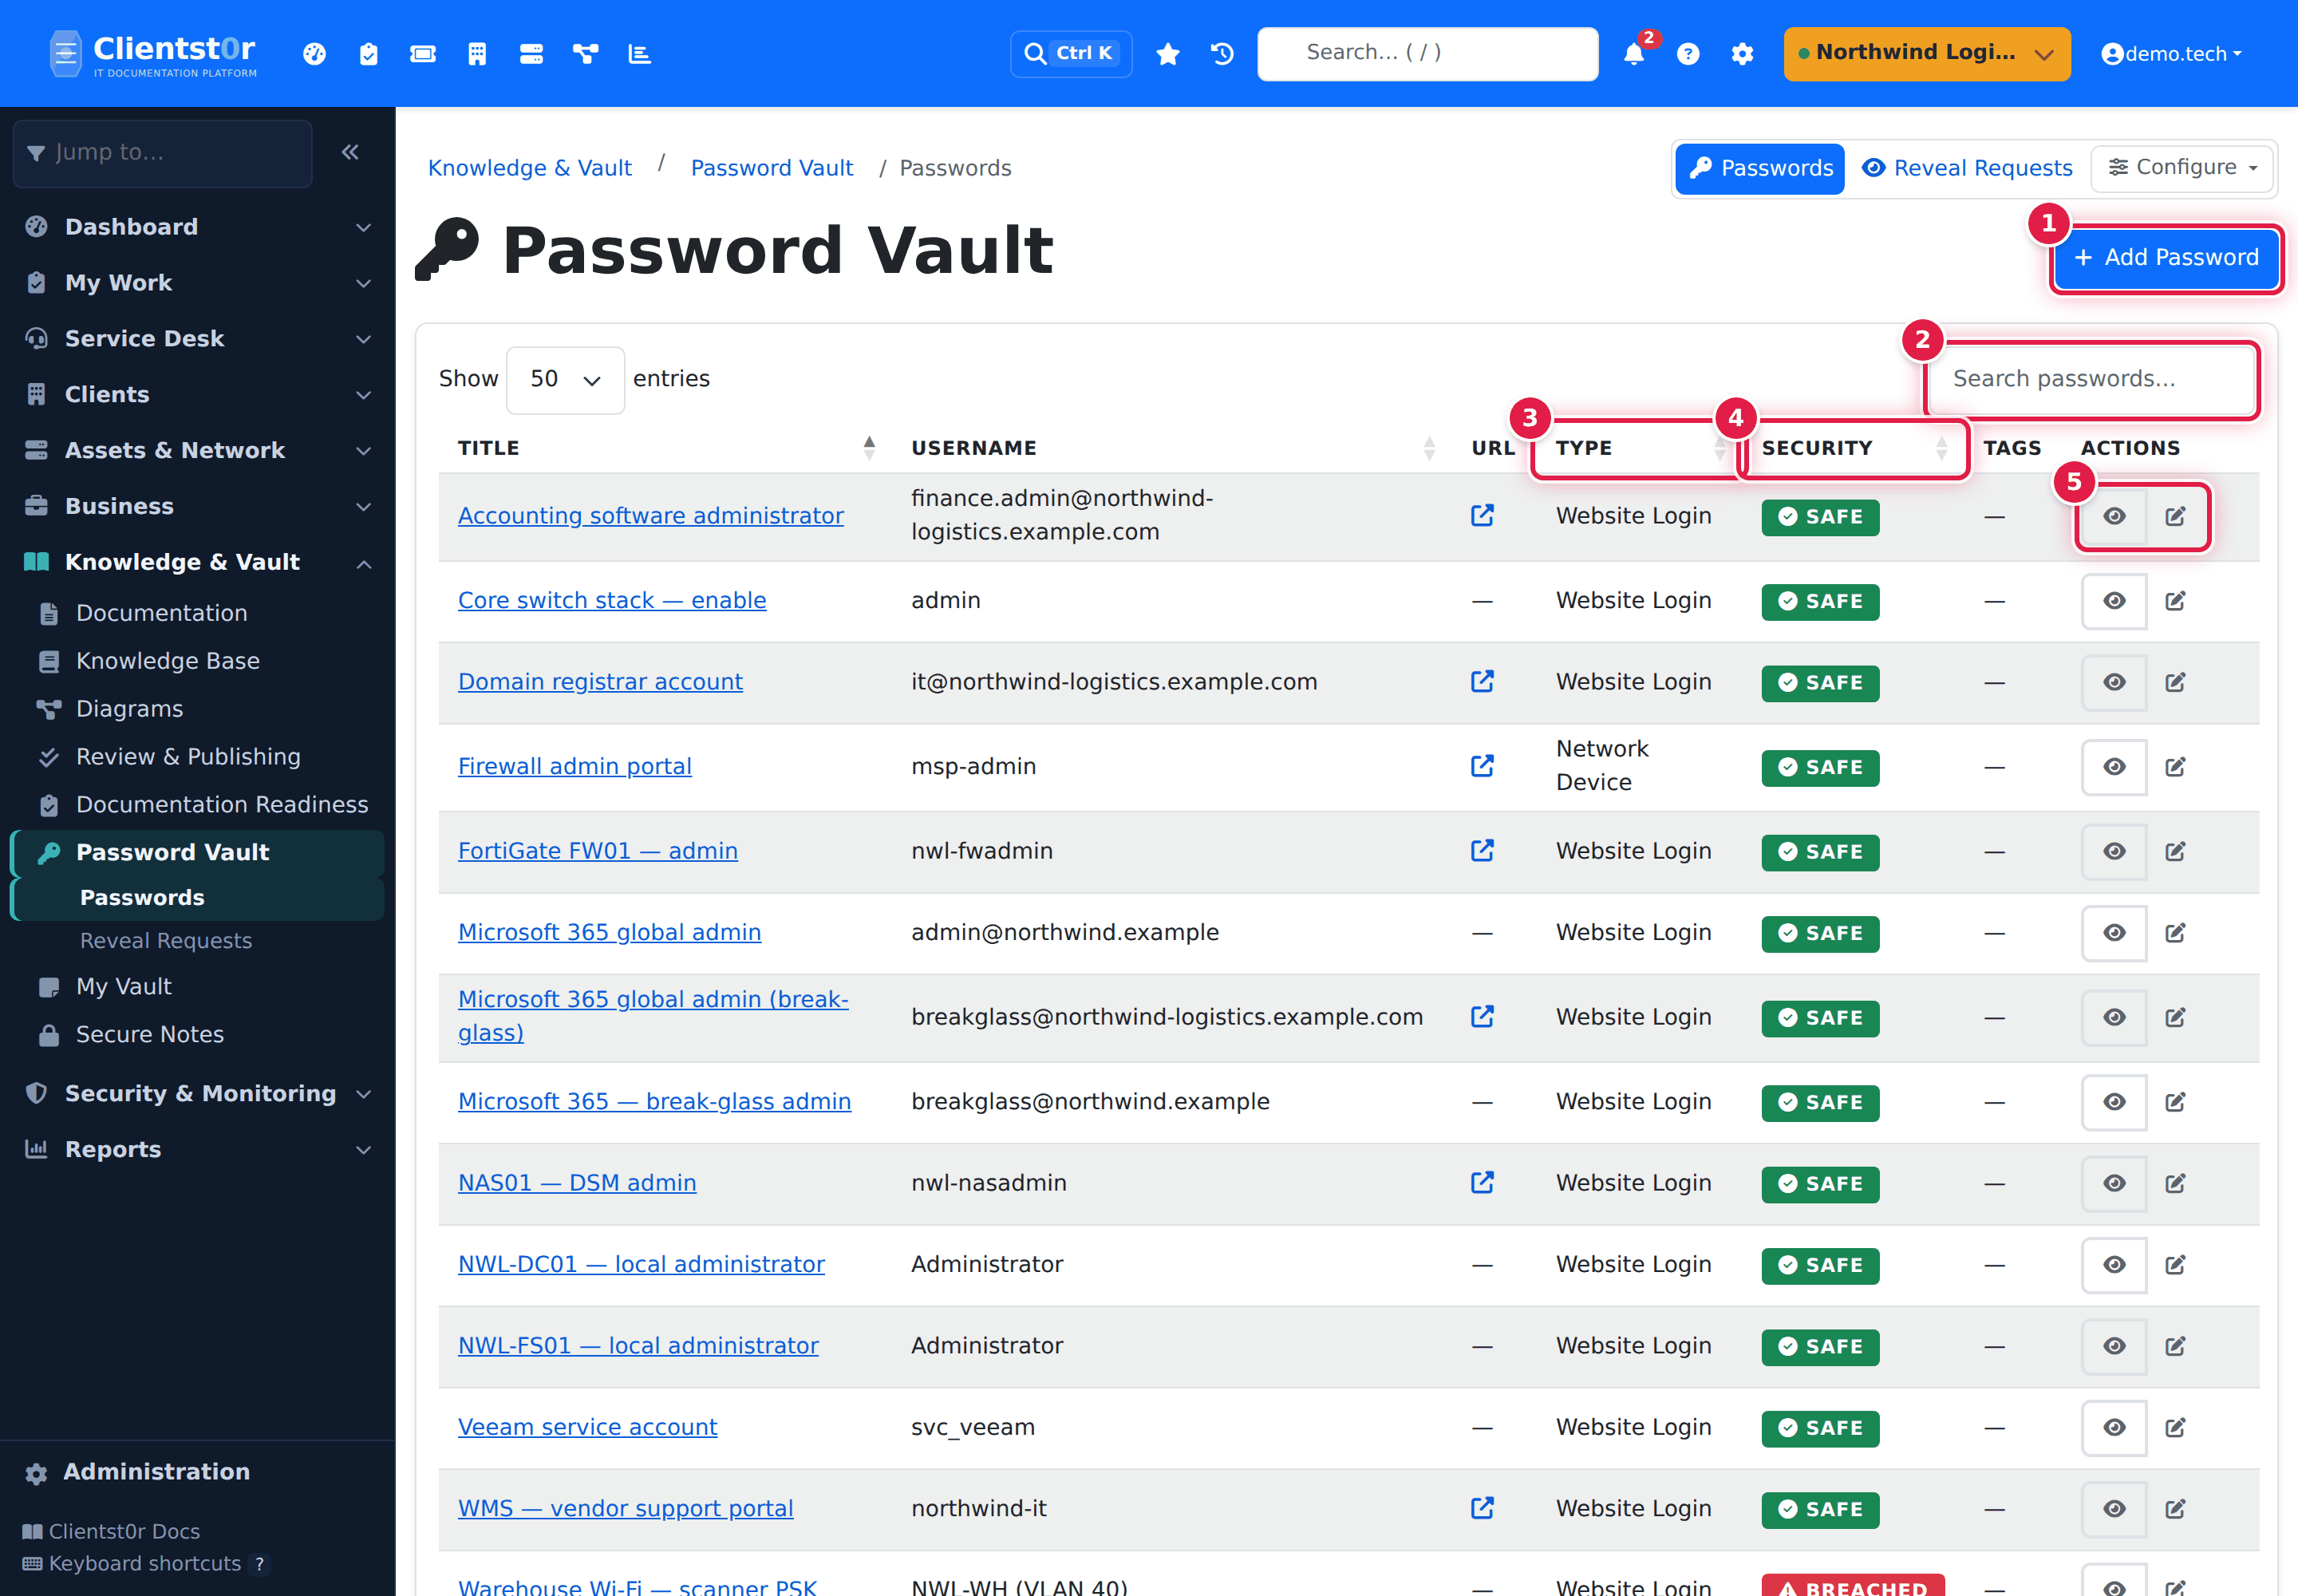 Clientst0r
IT DOCUMENTATION PLATFORM
Ctrl K
Search... ( / )
2
?
Northwind Logi...
demo.tech
Jump to...
Dashboard
My Work
Service Desk
Clients
Assets & Network
Business
Knowledge & Vault
Documentation
Knowledge Base
Diagrams
Review & Publishing
Documentation Readiness
Password Vault
Passwords
Reveal Requests
My Vault
Secure Notes
Security & Monitoring
Reports
Administration
Clientst0r Docs
Keyboard shortcuts ?
Knowledge & Vault / Password Vault / Passwords
Passwords
Reveal Requests
Configure
Password Vault
1
+ Add Password
Show 50 entries
2
Search passwords...
3
4
TITLE USERNAME URL TYPE SECURITY TAGS ACTIONS
5
Accounting software administrator finance.admin@northwind-
logistics.example.com Website Login SAFE —
Core switch stack — enable admin — Website Login SAFE —
Domain registrar account it@northwind-logistics.example.com Website Login SAFE —
Firewall admin portal msp-admin Network
Device SAFE —
FortiGate FW01 — admin nwl-fwadmin Website Login SAFE —
Microsoft 365 global admin admin@northwind.example — Website Login SAFE —
Microsoft 365 global admin (break-
glass) breakglass@northwind-logistics.example.com Website Login SAFE —
Microsoft 365 — break-glass admin breakglass@northwind.example — Website Login SAFE —
NAS01 — DSM admin nwl-nasadmin Website Login SAFE —
NWL-DC01 — local administrator Administrator — Website Login SAFE —
NWL-FS01 — local administrator Administrator — Website Login SAFE —
Veeam service account svc_veeam — Website Login SAFE —
WMS — vendor support portal northwind-it Website Login SAFE —
Warehouse Wi-Fi — scanner PSK NWL-WH (VLAN 40) — Website Login BREACHED —